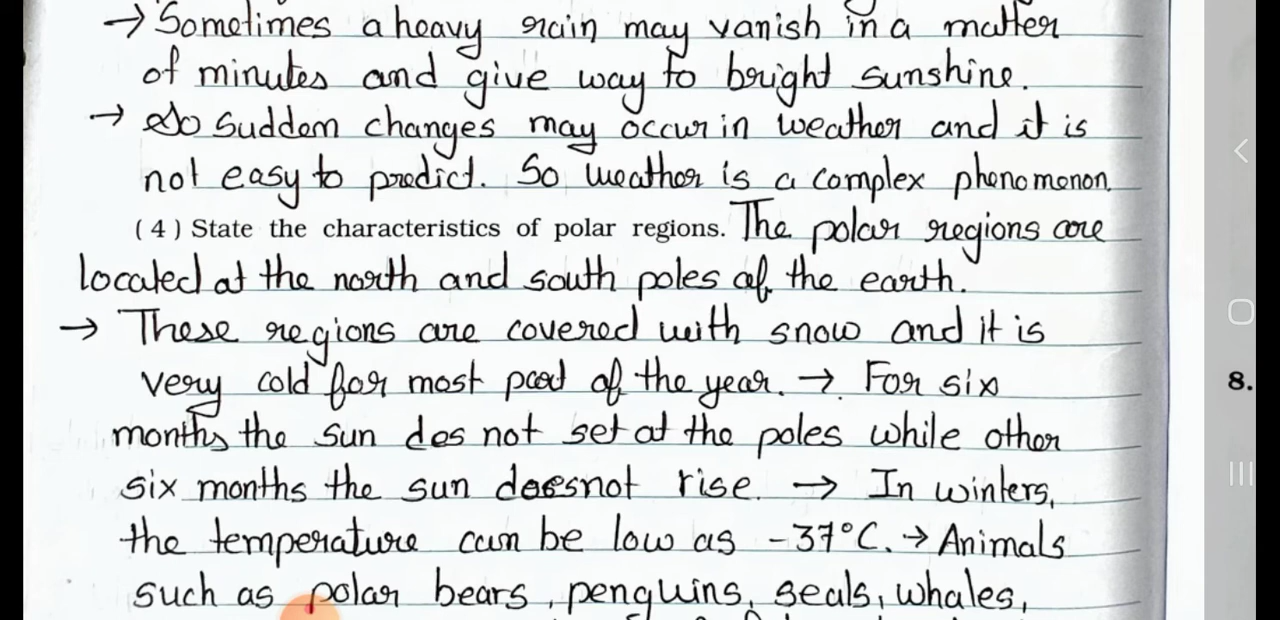 → Sometimes a heavy rain may vanish in a matter
of minutes and give way to bright sunshine.
→ So Sudden changes may occur in weather and it is
not easy to predict. So weather is a complex phenomenon
(4) State the characteristics of polar regions. The polar regions are
located at the north and south poles of the earth.
→ These regions are covered with snow and it is
very cold for most part of the year. → For six
months the sun des not set at the poles while other
six months the sun doesnot rise. → In winters,
the temperature can be low as -37°C. → Animals
such as polar bears, penguins, seals, whales,
8.